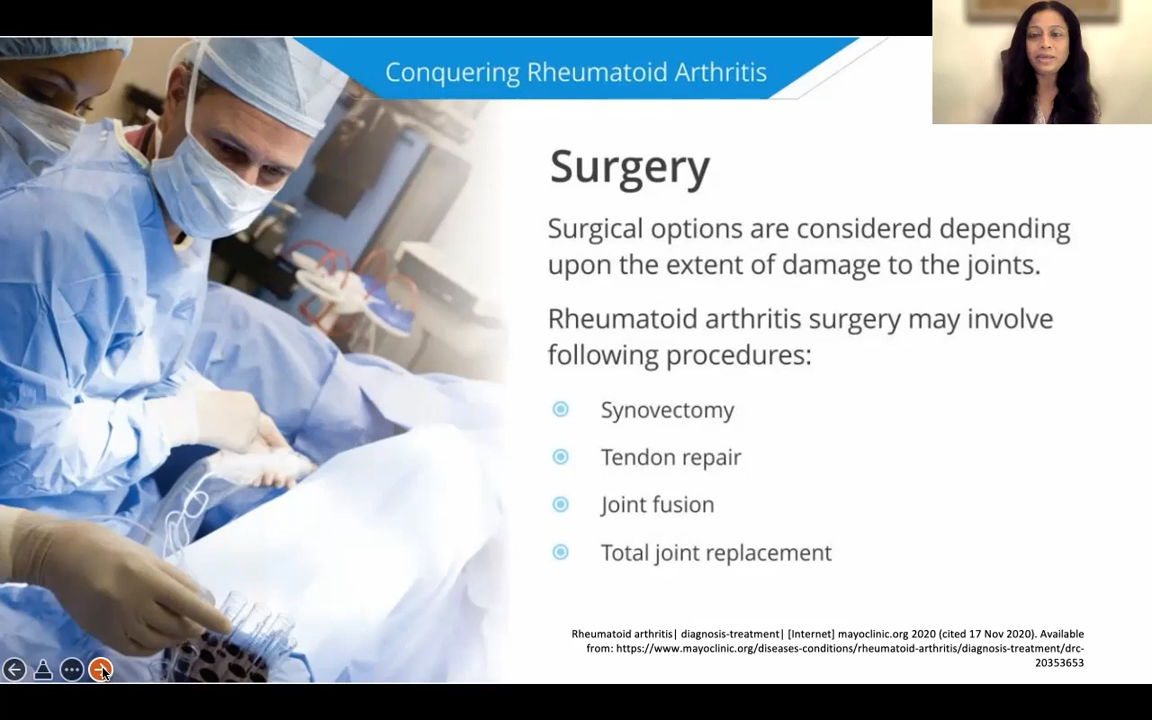 Conquering Rheumatoid Arthritis
Surgery
Surgical options are considered depending
upon the extent of damage to the joints.
Rheumatoid arthritis surgery may involve
following procedures:
Synovectomy
Tendon repair
Joint fusion
Total joint replacement
Rheumatoid arthritis| diagnosis-treatment| [Internet] mayoclinic.org 2020 (cited 17 Nov 2020). Available
from: https://www.mayoclinic.org/diseases-conditions/rheumatoid-arthritis/diagnosis-treatment/drc-
20353653